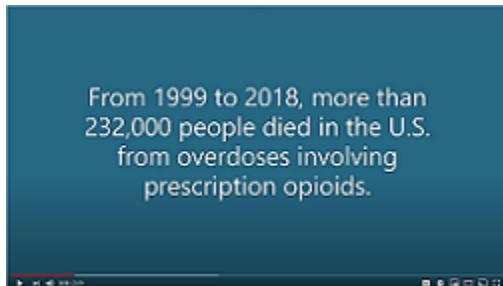 From 1999 to 2018, more than
232,000 people died in the U.S.
from overdoses involving
prescription opioids.